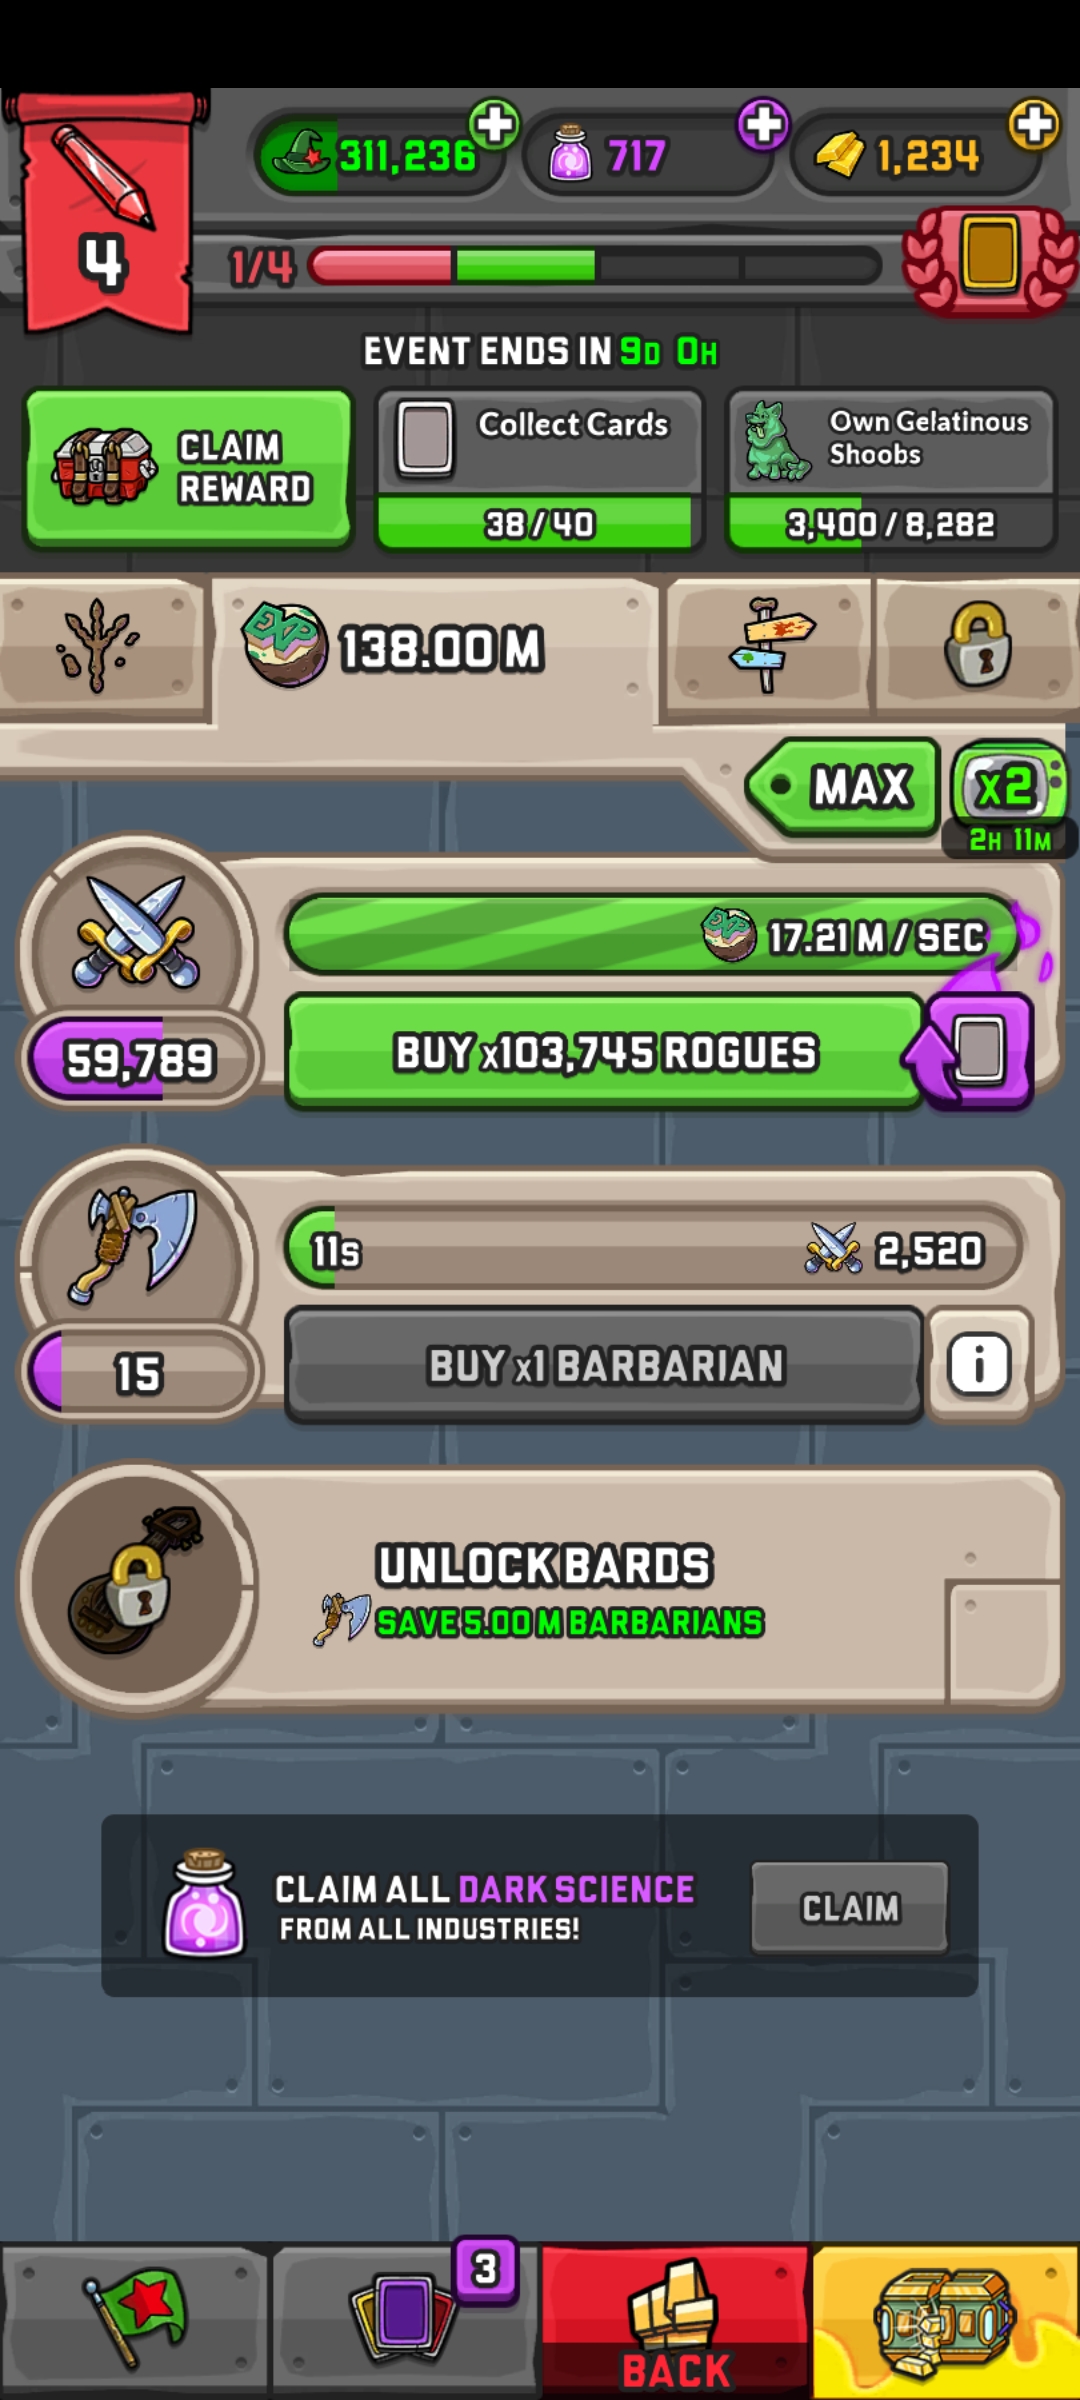 311,236
717
1,234
4
1/4
EVENT ENDS IN 9D 0H
CLAIM
REWARD
Collect Cards
38/40
Own Gelatinous
Shoobs
3,400/8,282
EXP
138.00 M
MAX
x2
2H 11M
EXP
17.21 M / SEC
59,789
BUY x103,745 ROGUES
11s
2,520
15
BUY x1 BARBARIAN
i
UNLOCK BARDS
SAVE 5.00 M BARBARIANS
CLAIM ALL DARK SCIENCE
FROM ALL INDUSTRIES!
CLAIM
3
BACK